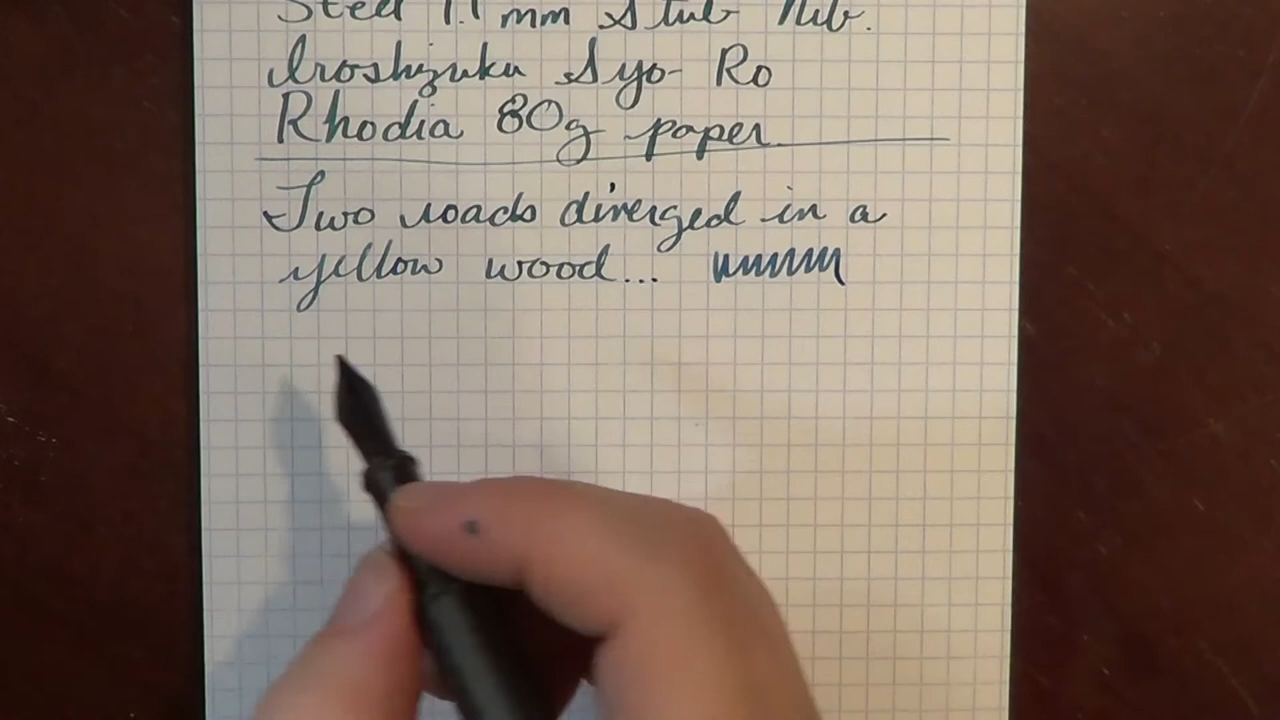 Steel 1.1 mm Stub Nib.
Iroshizuku Syo-Ro
Rhodia 80g paper
Two roads diverged in a
yellow wood...